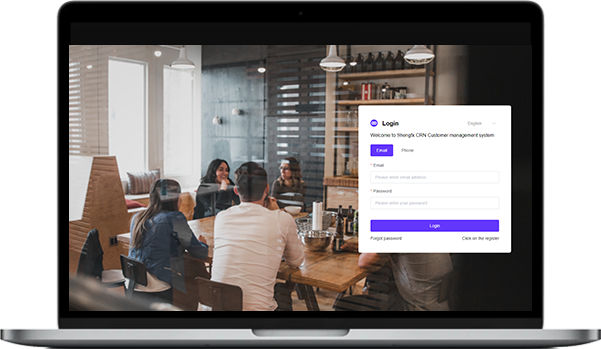 Login
English
Welcome to Shengfx CRN Customer management system
Email
Phone
* Email
Please enter email address
* Password
Please enter your password
Login
Forgot password
Click on the register